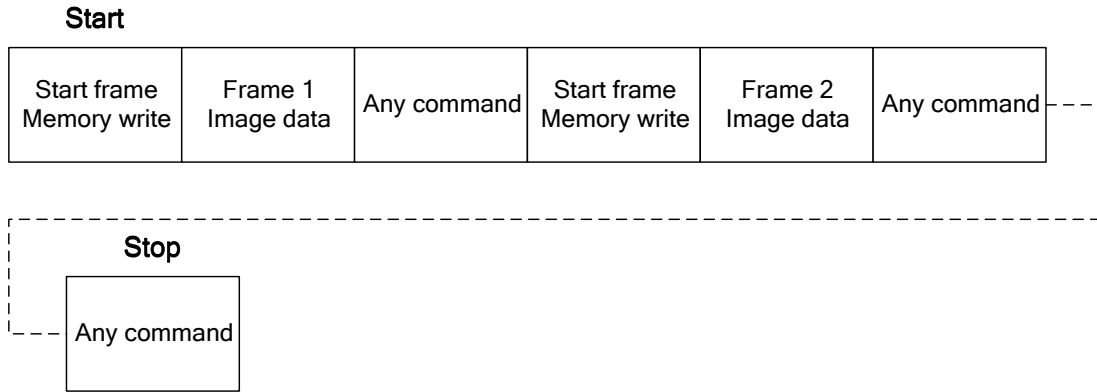 Start
Start frame
Memory write
Frame 1
Image data
Any command
Start frame
Memory write
Frame 2
Image data
Any command
Stop
Any command